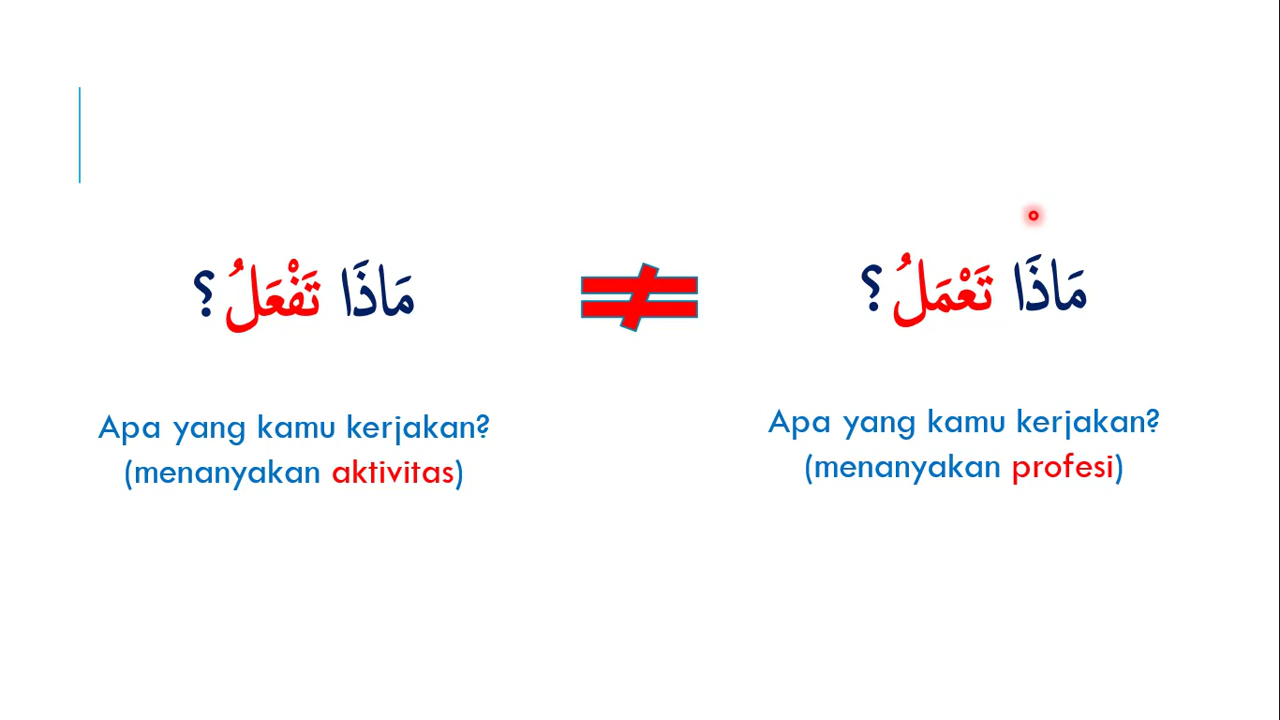 مَاذَا تَفْعَلُ ؟
Apa yang kamu kerjakan?
(menanyakan aktivitas)
مَاذَا تَعْمَلُ ؟
Apa yang kamu kerjakan?
(menanyakan profesi)